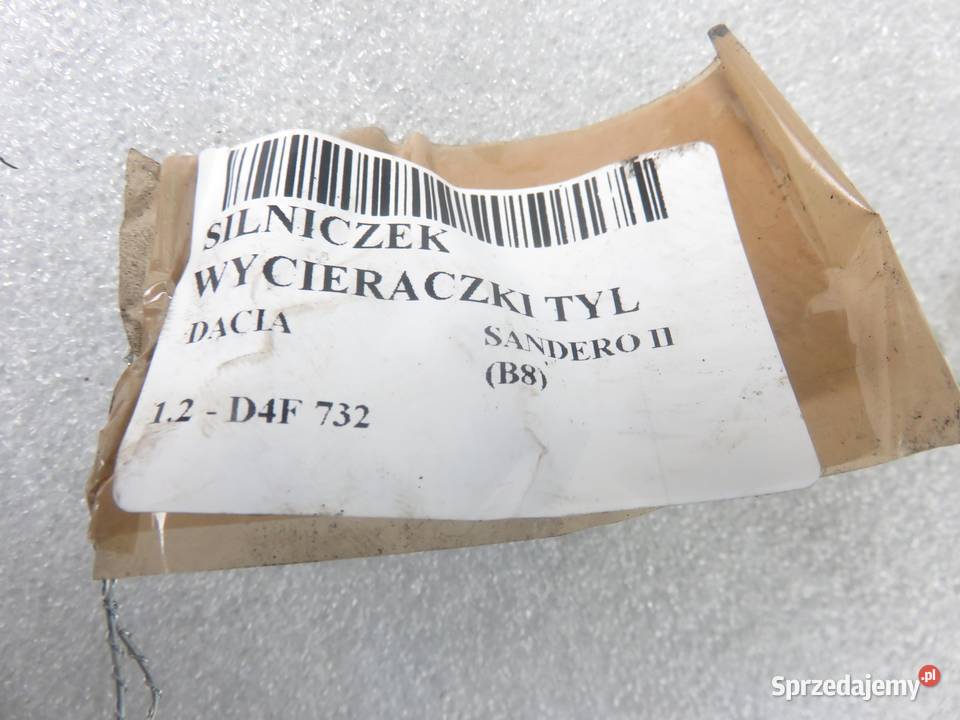 SILNICZEK
WYCIERACZKI TYL
DACIA
SANDERO II
(B8)
1.2 - D4F 732
Sprzedajemy.pl